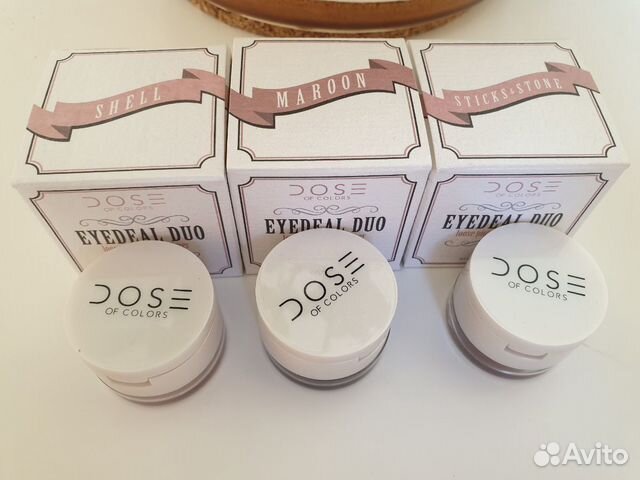 SHELL
DOSE
OF COLORS
EYEDEAL DUO
MAROON
DOSE
OF COLORS
EYEDEAL DUO
STICKS & STONE
DOSE
OF COLORS
EYEDEAL DUO
DOSE
OF COLORS
DOSE
OF COLORS
DOSE
OF COLORS
Avito